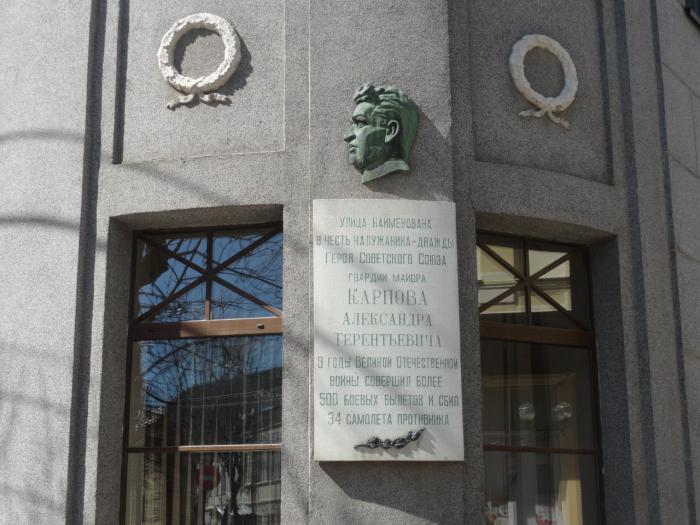 УЛИЦА НАИМЕНОВАНА
В ЧЕСТЬ КАЛУЖАНИНА-ДВАЖДЫ
ГЕРОЯ СОВЕТСКОГО СОЮЗА
ГВАРДИИ МАЙОРА
КАРПОВА
АЛЕКСАНДРА
ТЕРЕНТЬЕВИЧА.
В ГОДЫ ВЕЛИКОЙ ОТЕЧЕСТВЕННОЙ
ВОЙНЫ СОВЕРШИЛ БОЛЕЕ
500 БОЕВЫХ ВЫЛЕТОВ И СБИЛ
34 САМОЛЕТА ПРОТИВНИКА